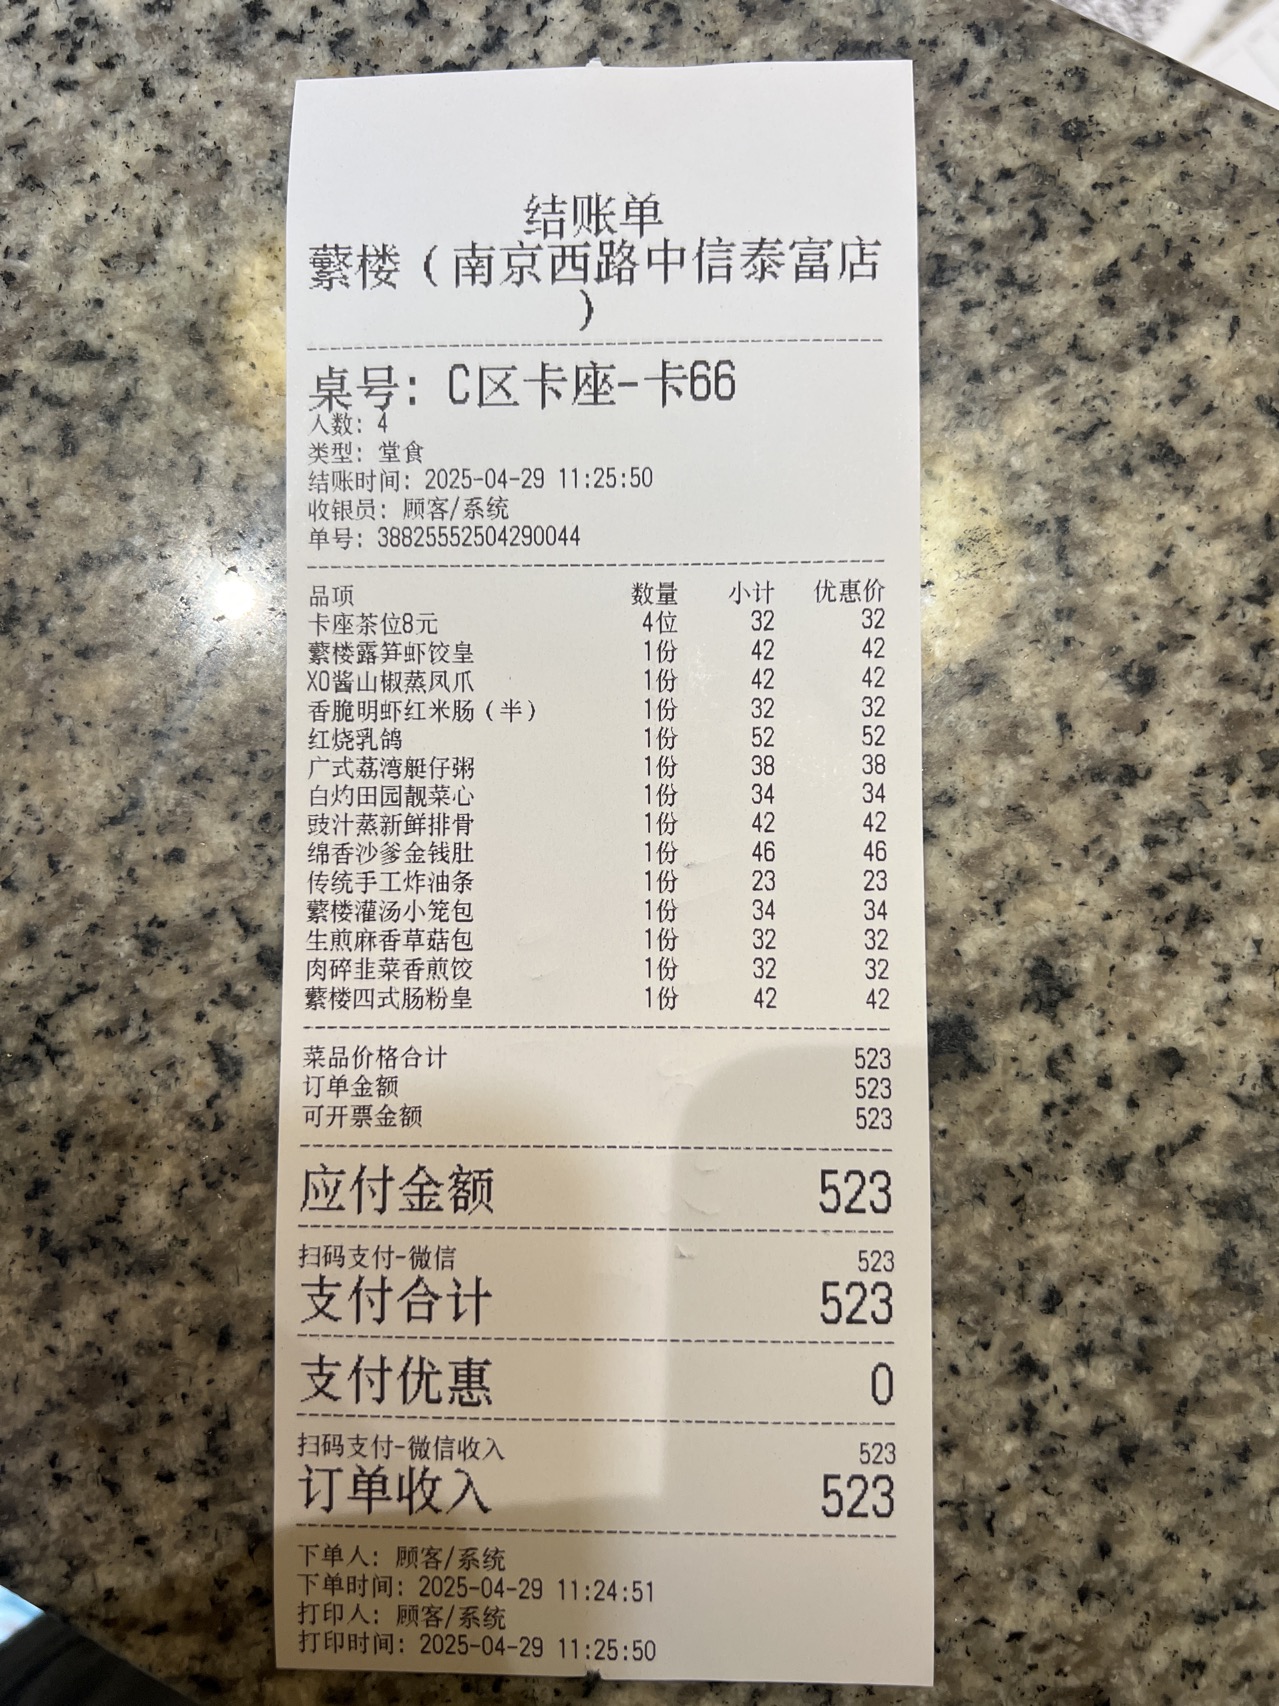 结账单
蘩楼（南京西路中信泰富店
）
桌号: C区卡座-卡66
人数: 4
类型: 堂食
结账时间: 2025-04-29 11:25:50
收银员: 顾客/系统
单号: 38825552504290044
品项 数量 小计 优惠价
卡座茶位8元 4位 32 32
蘩楼露笋虾饺皇 1份 42 42
XO酱山椒蒸凤爪 1份 42 42
香脆明虾红米肠（半） 1份 32 32
红烧乳鸽 1份 52 52
广式荔湾艇仔粥 1份 38 38
白灼田园靓菜心 1份 34 34
豉汁蒸新鲜排骨 1份 42 42
绵香沙爹金钱肚 1份 46 46
传统手工炸油条 1份 23 23
蘩楼灌汤小笼包 1份 34 34
生煎麻香草菇包 1份 32 32
肉碎韭菜香煎饺 1份 32 32
蘩楼四式肠粉皇 1份 42 42
菜品价格合计 523
订单金额 523
可开票金额 523
应付金额 523
扫码支付-微信 523
支付合计 523
支付优惠 0
扫码支付-微信收入 523
订单收入 523
下单人: 顾客/系统
下单时间: 2025-04-29 11:24:51
打印人: 顾客/系统
打印时间: 2025-04-29 11:25:50